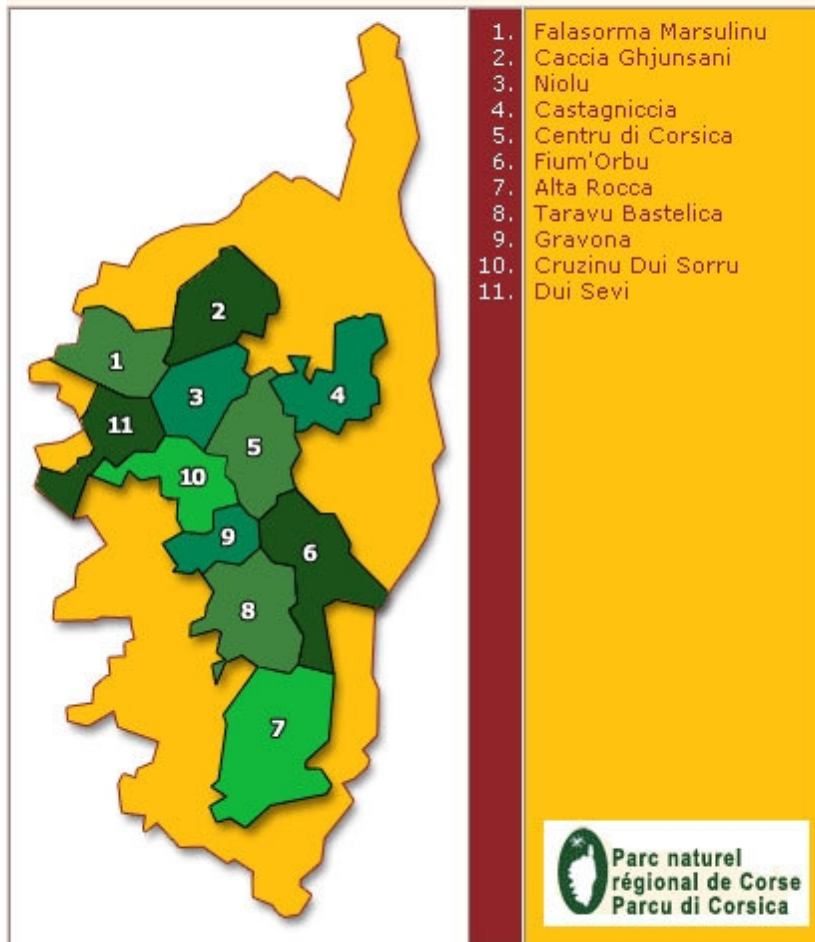 1. Falasorma Marsulinu
2. Caccia Ghjunsani
3. Niolu
4. Castagniccia
5. Centru di Corsica
6. Fium'Orbu
7. Alta Rocca
8. Taravu Bastelica
9. Gravona
10. Cruzinu Dui Sorru
11. Dui Sevi
2
1
3
4
11
5
10
9
6
8
7
Parc naturel
régional de Corse
Parcu di Corsica